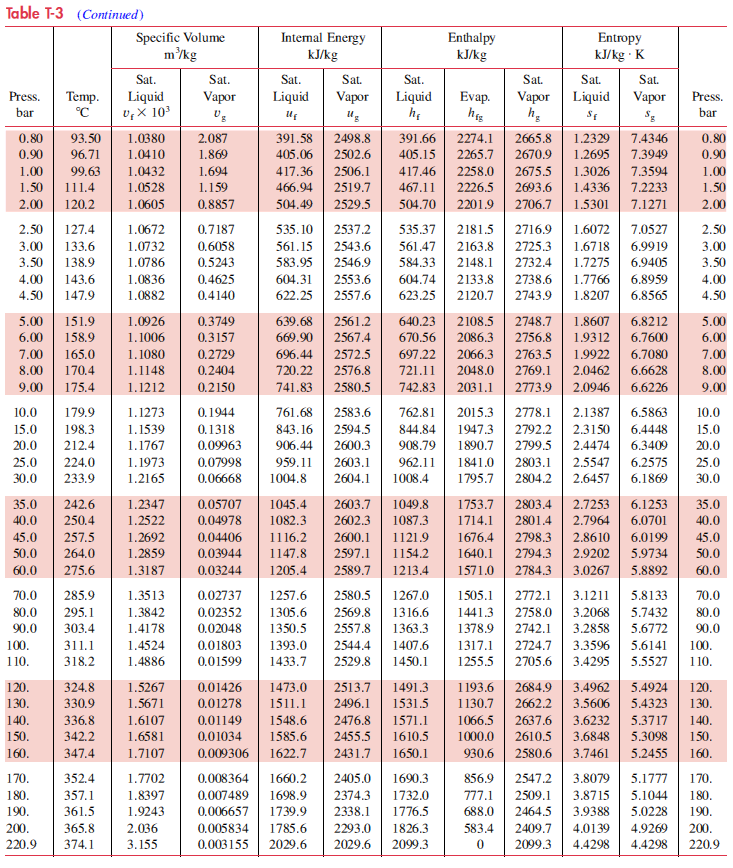 Table T-3 (Continued)
Specific Volume Internal Energy Enthalpy Entropy
m³/kg kJ/kg kJ/kg kJ/kg · K
Sat. Sat. Sat. Sat. Sat. Sat. Sat. Sat.
Press. Temp. Liquid Vapor Liquid Vapor Liquid Evap. Vapor Liquid Vapor Press.
bar °C vf × 10³ vg uf ug hf hfg hg sf sg bar
0.80 93.50 1.0380 2.087 391.58 2498.8 391.66 2274.1 2665.8 1.2329 7.4346 0.80
0.90 96.71 1.0410 1.869 405.06 2502.6 405.15 2265.7 2670.9 1.2695 7.3949 0.90
1.00 99.63 1.0432 1.694 417.36 2506.1 417.46 2258.0 2675.5 1.3026 7.3594 1.00
1.50 111.4 1.0528 1.159 466.94 2519.7 467.11 2226.5 2693.6 1.4336 7.2233 1.50
2.00 120.2 1.0605 0.8857 504.49 2529.5 504.70 2201.9 2706.7 1.5301 7.1271 2.00
2.50 127.4 1.0672 0.7187 535.10 2537.2 535.37 2181.5 2716.9 1.6072 7.0527 2.50
3.00 133.6 1.0732 0.6058 561.15 2543.6 561.47 2163.8 2725.3 1.6718 6.9919 3.00
3.50 138.9 1.0786 0.5243 583.95 2546.9 584.33 2148.1 2732.4 1.7275 6.9405 3.50
4.00 143.6 1.0836 0.4625 604.31 2553.6 604.74 2133.8 2738.6 1.7766 6.8959 4.00
4.50 147.9 1.0882 0.4140 622.25 2557.6 623.25 2120.7 2743.9 1.8207 6.8565 4.50
5.00 151.9 1.0926 0.3749 639.68 2561.2 640.23 2108.5 2748.7 1.8607 6.8212 5.00
6.00 158.9 1.1006 0.3157 669.90 2567.4 670.56 2086.3 2756.8 1.9312 6.7600 6.00
7.00 165.0 1.1080 0.2729 696.44 2572.5 697.22 2066.3 2763.5 1.9922 6.7080 7.00
8.00 170.4 1.1148 0.2404 720.22 2576.8 721.11 2048.0 2769.1 2.0462 6.6628 8.00
9.00 175.4 1.1212 0.2150 741.83 2580.5 742.83 2031.1 2773.9 2.0946 6.6226 9.00
10.0 179.9 1.1273 0.1944 761.68 2583.6 762.81 2015.3 2778.1 2.1387 6.5863 10.0
15.0 198.3 1.1539 0.1318 843.16 2594.5 844.84 1947.3 2792.2 2.3150 6.4448 15.0
20.0 212.4 1.1767 0.09963 906.44 2600.3 908.79 1890.7 2799.5 2.4474 6.3409 20.0
25.0 224.0 1.1973 0.07998 959.11 2603.1 962.11 1841.0 2803.1 2.5547 6.2575 25.0
30.0 233.9 1.2165 0.06668 1004.8 2604.1 1008.4 1795.7 2804.2 2.6457 6.1869 30.0
35.0 242.6 1.2347 0.05707 1045.4 2603.7 1049.8 1753.7 2803.4 2.7253 6.1253 35.0
40.0 250.4 1.2522 0.04978 1082.3 2602.3 1087.3 1714.1 2801.4 2.7964 6.0701 40.0
45.0 257.5 1.2692 0.04406 1116.2 2600.1 1121.9 1676.4 2798.3 2.8610 6.0199 45.0
50.0 264.0 1.2859 0.03944 1147.8 2597.1 1154.2 1640.1 2794.3 2.9202 5.9734 50.0
60.0 275.6 1.3187 0.03244 1205.4 2589.7 1213.4 1571.0 2784.3 3.0267 5.8892 60.0
70.0 285.9 1.3513 0.02737 1257.6 2580.5 1267.0 1505.1 2772.1 3.1211 5.8133 70.0
80.0 295.1 1.3842 0.02352 1305.6 2569.8 1316.6 1441.3 2758.0 3.2068 5.7432 80.0
90.0 303.4 1.4178 0.02048 1350.5 2557.8 1363.3 1378.9 2742.1 3.2858 5.6772 90.0
100. 311.1 1.4524 0.01803 1393.0 2544.4 1407.6 1317.1 2724.7 3.3596 5.6141 100.
110. 318.2 1.4886 0.01599 1433.7 2529.8 1450.1 1255.5 2705.6 3.4295 5.5527 110.
120. 324.8 1.5267 0.01426 1473.0 2513.7 1491.3 1193.6 2684.9 3.4962 5.4924 120.
130. 330.9 1.5671 0.01278 1511.1 2496.1 1531.5 1130.7 2662.2 3.5606 5.4323 130.
140. 336.8 1.6107 0.01149 1548.6 2476.8 1571.1 1066.5 2637.6 3.6232 5.3717 140.
150. 342.2 1.6581 0.01034 1585.6 2455.5 1610.5 1000.0 2610.5 3.6848 5.3098 150.
160. 347.4 1.7107 0.009306 1622.7 2431.7 1650.1 930.6 2580.6 3.7461 5.2455 160.
170. 352.4 1.7702 0.008364 1660.2 2405.0 1690.3 856.9 2547.2 3.8079 5.1777 170.
180. 357.1 1.8397 0.007489 1698.9 2374.3 1732.0 777.1 2509.1 3.8715 5.1044 180.
190. 361.5 1.9243 0.006657 1739.9 2338.1 1776.5 688.0 2464.5 3.9388 5.0228 190.
200. 365.8 2.036 0.005834 1785.6 2293.0 1826.3 583.4 2409.7 4.0139 4.9269 200.
220.9 374.1 3.155 0.003155 2029.6 2029.6 2099.3 0 2099.3 4.4298 4.4298 220.9